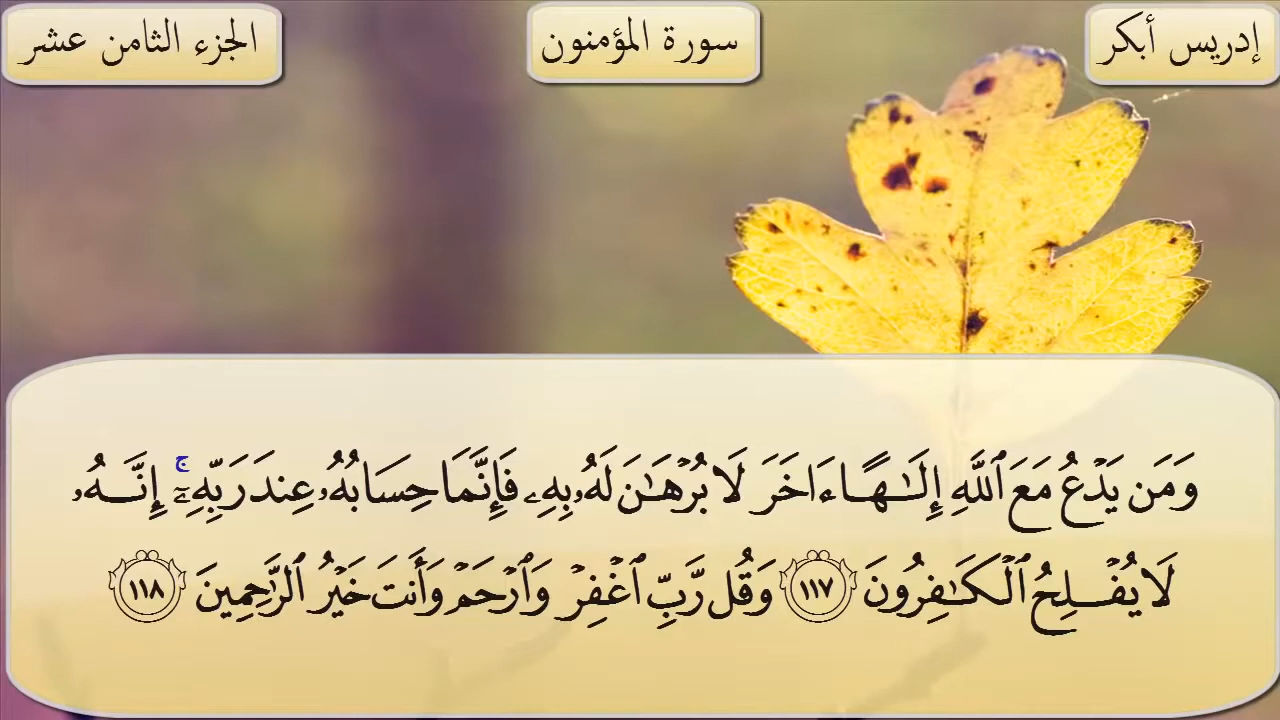 إدريس أبكر
سورة المؤمنون
الجزء الثامن عشر
وَمَن يَدْعُ مَعَ ٱللَّهِ إِلَٰهًا ءَاخَرَ لَا بُرْهَٰنَ لَهُۥ بِهِۦ فَإِنَّمَا حِسَابُهُۥ عِندَ رَبِّهِۦٓ ۚ إِنَّهُۥ
لَا يُفْلِحُ ٱلْكَٰفِرُونَ ١١٧ وَقُل رَّبِّ ٱغْفِرْ وَٱرْحَمْ وَأَنتَ خَيْرُ ٱلرَّٰحِمِينَ ١١٨